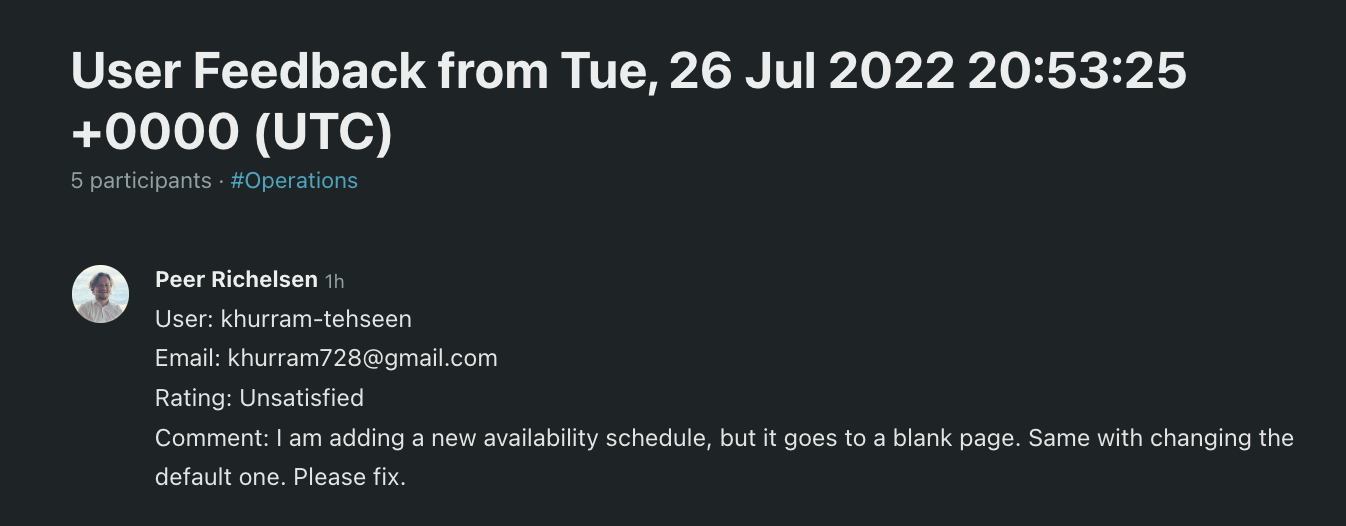 User Feedback from Tue, 26 Jul 2022 20:53:25
+0000 (UTC)
5 participants · #Operations
Peer Richelsen 1h
User: khurram-tehseen
Email: khurram728@gmail.com
Rating: Unsatisfied
Comment: I am adding a new availability schedule, but it goes to a blank page. Same with changing the
default one. Please fix.